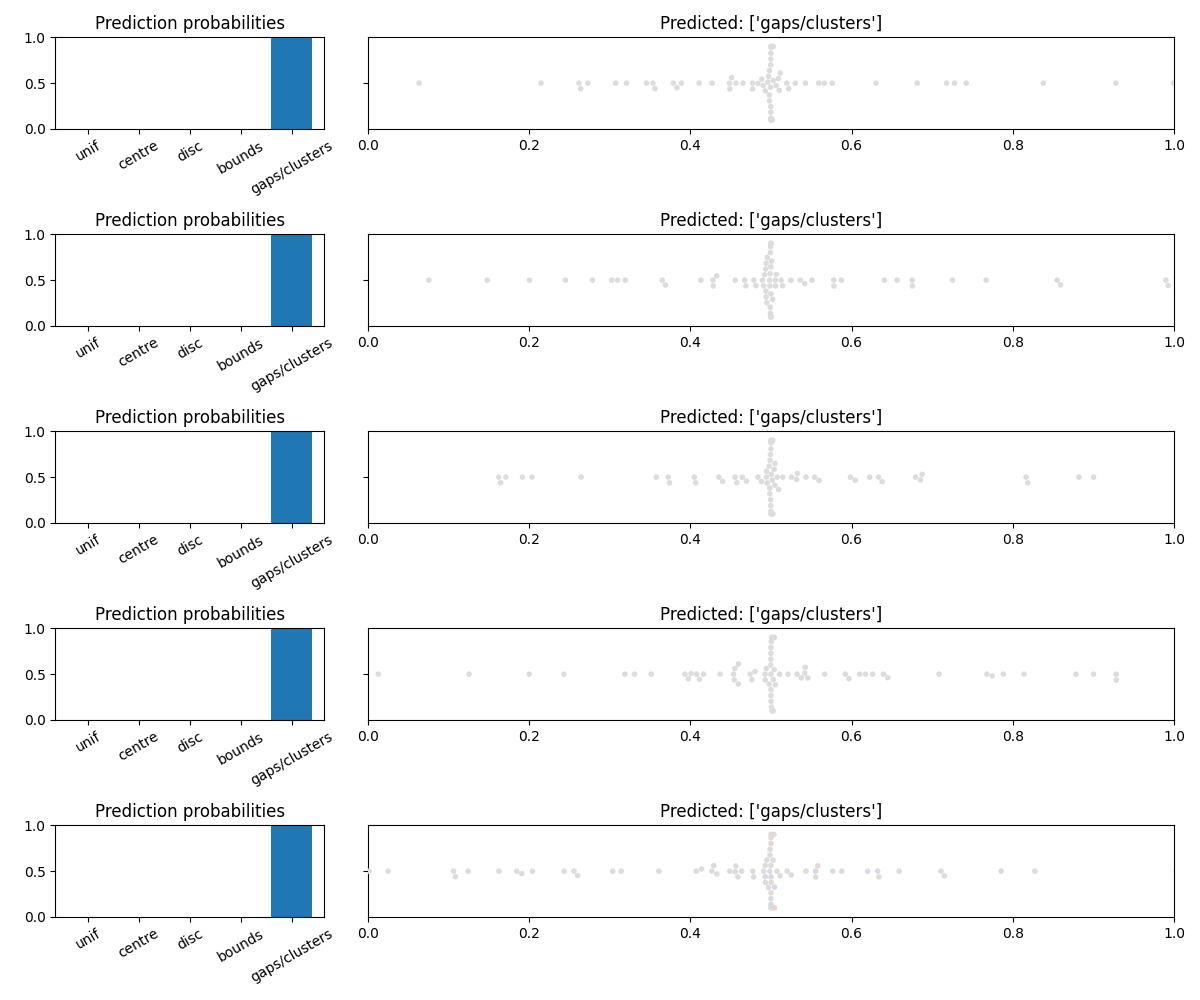 Prediction probabilities
Predicted: ['gaps/clusters']
1.0
0.5
0.0
unif
centre
disc
bounds
gaps/clusters
0.0 0.2 0.4 0.6 0.8 1.0
Prediction probabilities
Predicted: ['gaps/clusters']
1.0
0.5
0.0
unif
centre
disc
bounds
gaps/clusters
0.0 0.2 0.4 0.6 0.8 1.0
Prediction probabilities
Predicted: ['gaps/clusters']
1.0
0.5
0.0
unif
centre
disc
bounds
gaps/clusters
0.0 0.2 0.4 0.6 0.8 1.0
Prediction probabilities
Predicted: ['gaps/clusters']
1.0
0.5
0.0
unif
centre
disc
bounds
gaps/clusters
0.0 0.2 0.4 0.6 0.8 1.0
Prediction probabilities
Predicted: ['gaps/clusters']
1.0
0.5
0.0
unif
centre
disc
bounds
gaps/clusters
0.0 0.2 0.4 0.6 0.8 1.0